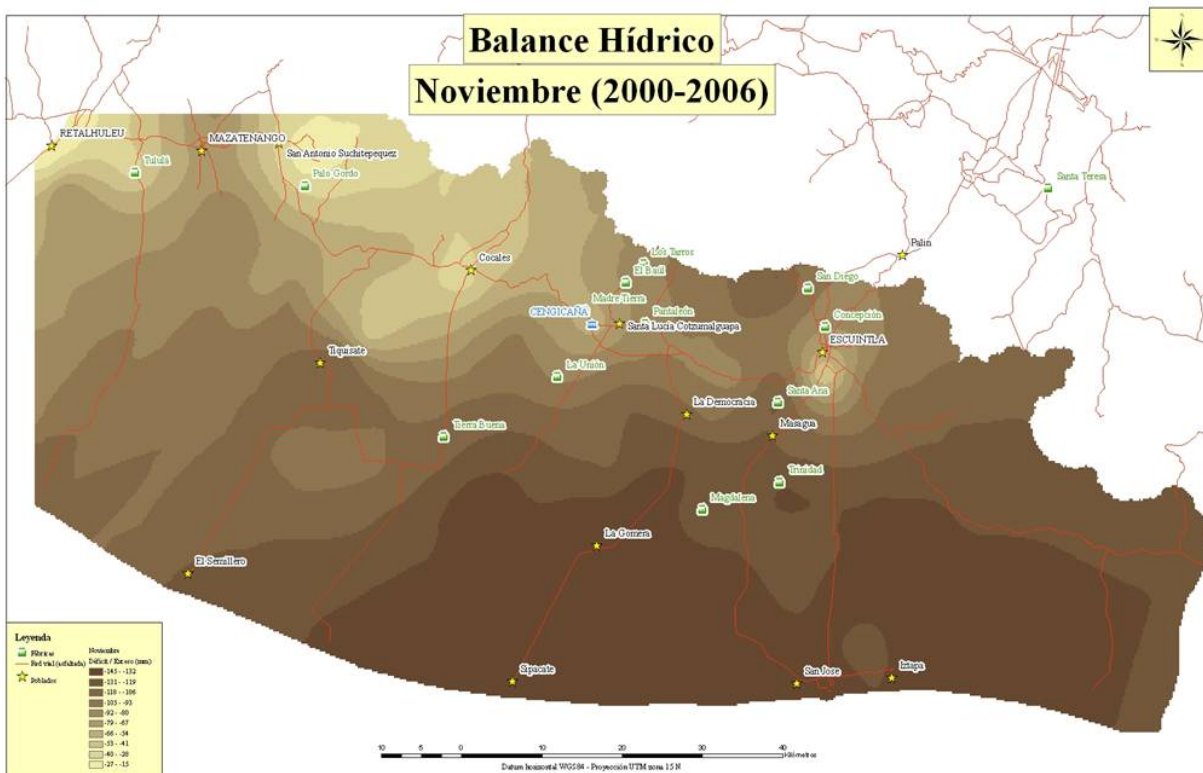 Balance Hídrico
Noviembre (2000-2006)
RETALHULEU
MAZATENANGO
San Antonio Suchitepequez
Tululá
Palo Gordo
Santa Teresa
Palin
Cocales
Los Tarros
El Baúl
San Diego
Madre Tierra
CENGICAÑA
Pantaleón
Santa Lucía Cotzumalguapa
Concepción
ESCUINTLA
Tiquisate
La Unión
Santa Ana
La Democracia
Tierra Buena
Masagua
Trinidad
Magdalena
La Gomera
El Semillero
Sipacate
San Jose
Iztapa
Leyenda
Fábricas
Red vial (asfaltada)
Poblados
Noviembre
Déficit / Exceso (mm)
-145 - -132
-131 - -119
-118 - -106
-105 - -93
-92 - -80
-79 - -67
-66 - -54
-53 - -41
-40 - -28
-27 - -15
10 5 0 10 20 30 40
Kilómetros
Datum horizontal WGS84 - Proyección UTM zona 15 N